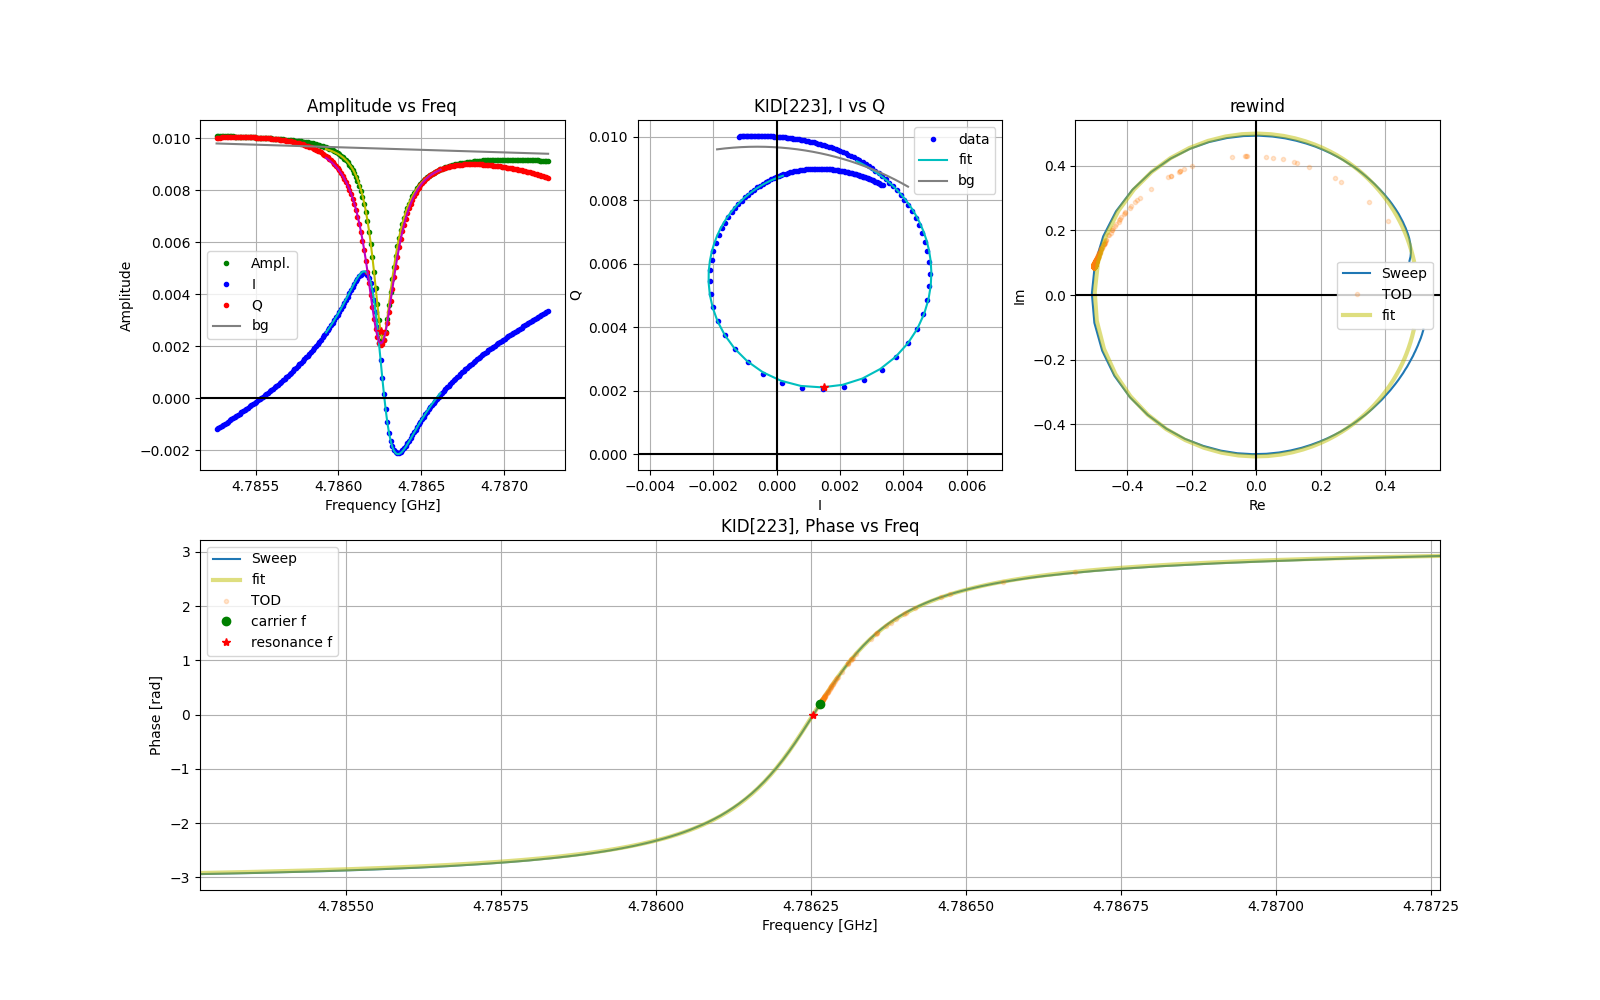 Amplitude vs Freq
Amplitude
0.010
0.008
0.006
0.004
0.002
0.000
−0.002
Ampl.
I
Q
bg
4.7855
4.7860
4.7865
4.7870
Frequency [GHz]
KID[223], I vs Q
Q
0.010
0.008
0.006
0.004
0.002
0.000
data
fit
bg
−0.004
−0.002
0.000
0.002
0.004
0.006
I
rewind
Im
0.4
0.2
0.0
−0.2
−0.4
Sweep
TOD
fit
−0.4
−0.2
0.0
0.2
0.4
Re
KID[223], Phase vs Freq
Phase [rad]
3
2
1
0
−1
−2
−3
Sweep
fit
TOD
carrier f
resonance f
4.78550
4.78575
4.78600
4.78625
4.78650
4.78675
4.78700
4.78725
Frequency [GHz]